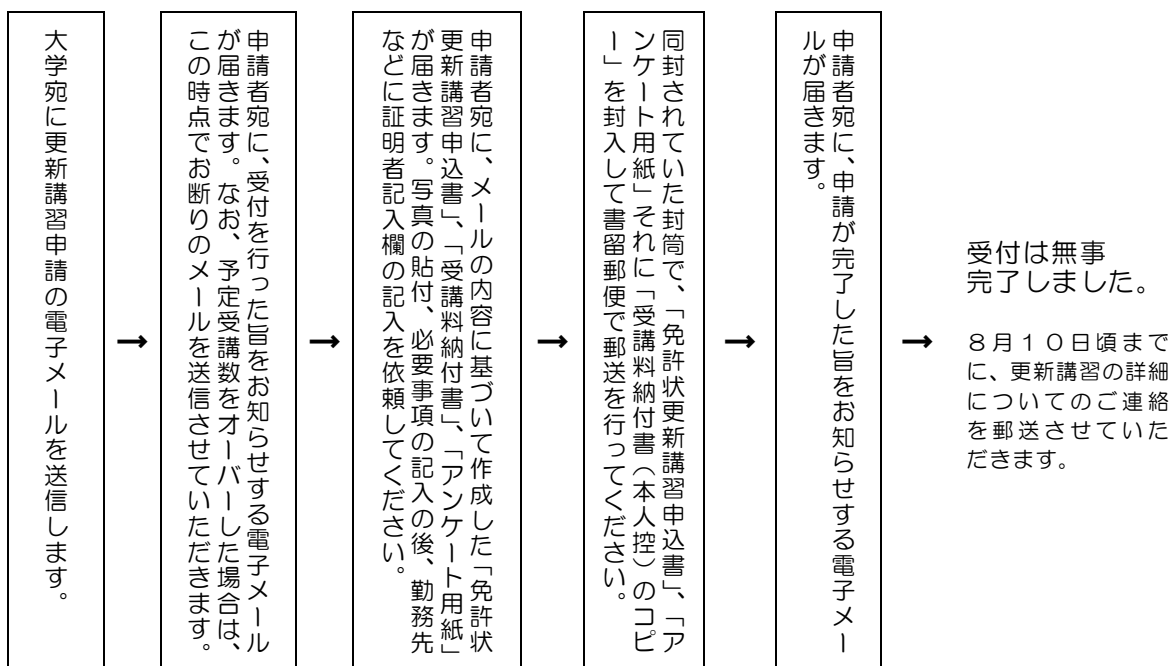 大学宛に更新講習申請の電子メールを送信します。
→
申請者宛に、受付を行った旨をお知らせする電子メール
が届きます。なお、予定受講数をオーバーした場合は、
この時点でお断りのメールを送信させていただきます。
→
申請者宛に、メールの内容に基づいて作成した「免許状
更新講習申込書」、「受講料納付書」、「アンケート用紙」
が届きます。写真の貼付、必要事項の記入の後、勤務先
などに証明者記入欄の記入を依頼してください。
→
同封されていた封筒で、「免許状更新講習申込書」、「ア
ンケート用紙」それに「受講料納付書（本人控）のコピ
ー」を封入して書留郵便で郵送を行ってください。
→
申請者宛に、申請が完了した旨をお知らせする電子メー
ルが届きます。
→
受付は無事
完了しました。
８月１０日頃まで
に、更新講習の詳細
についてのご連絡
を郵送させていた
だきます。